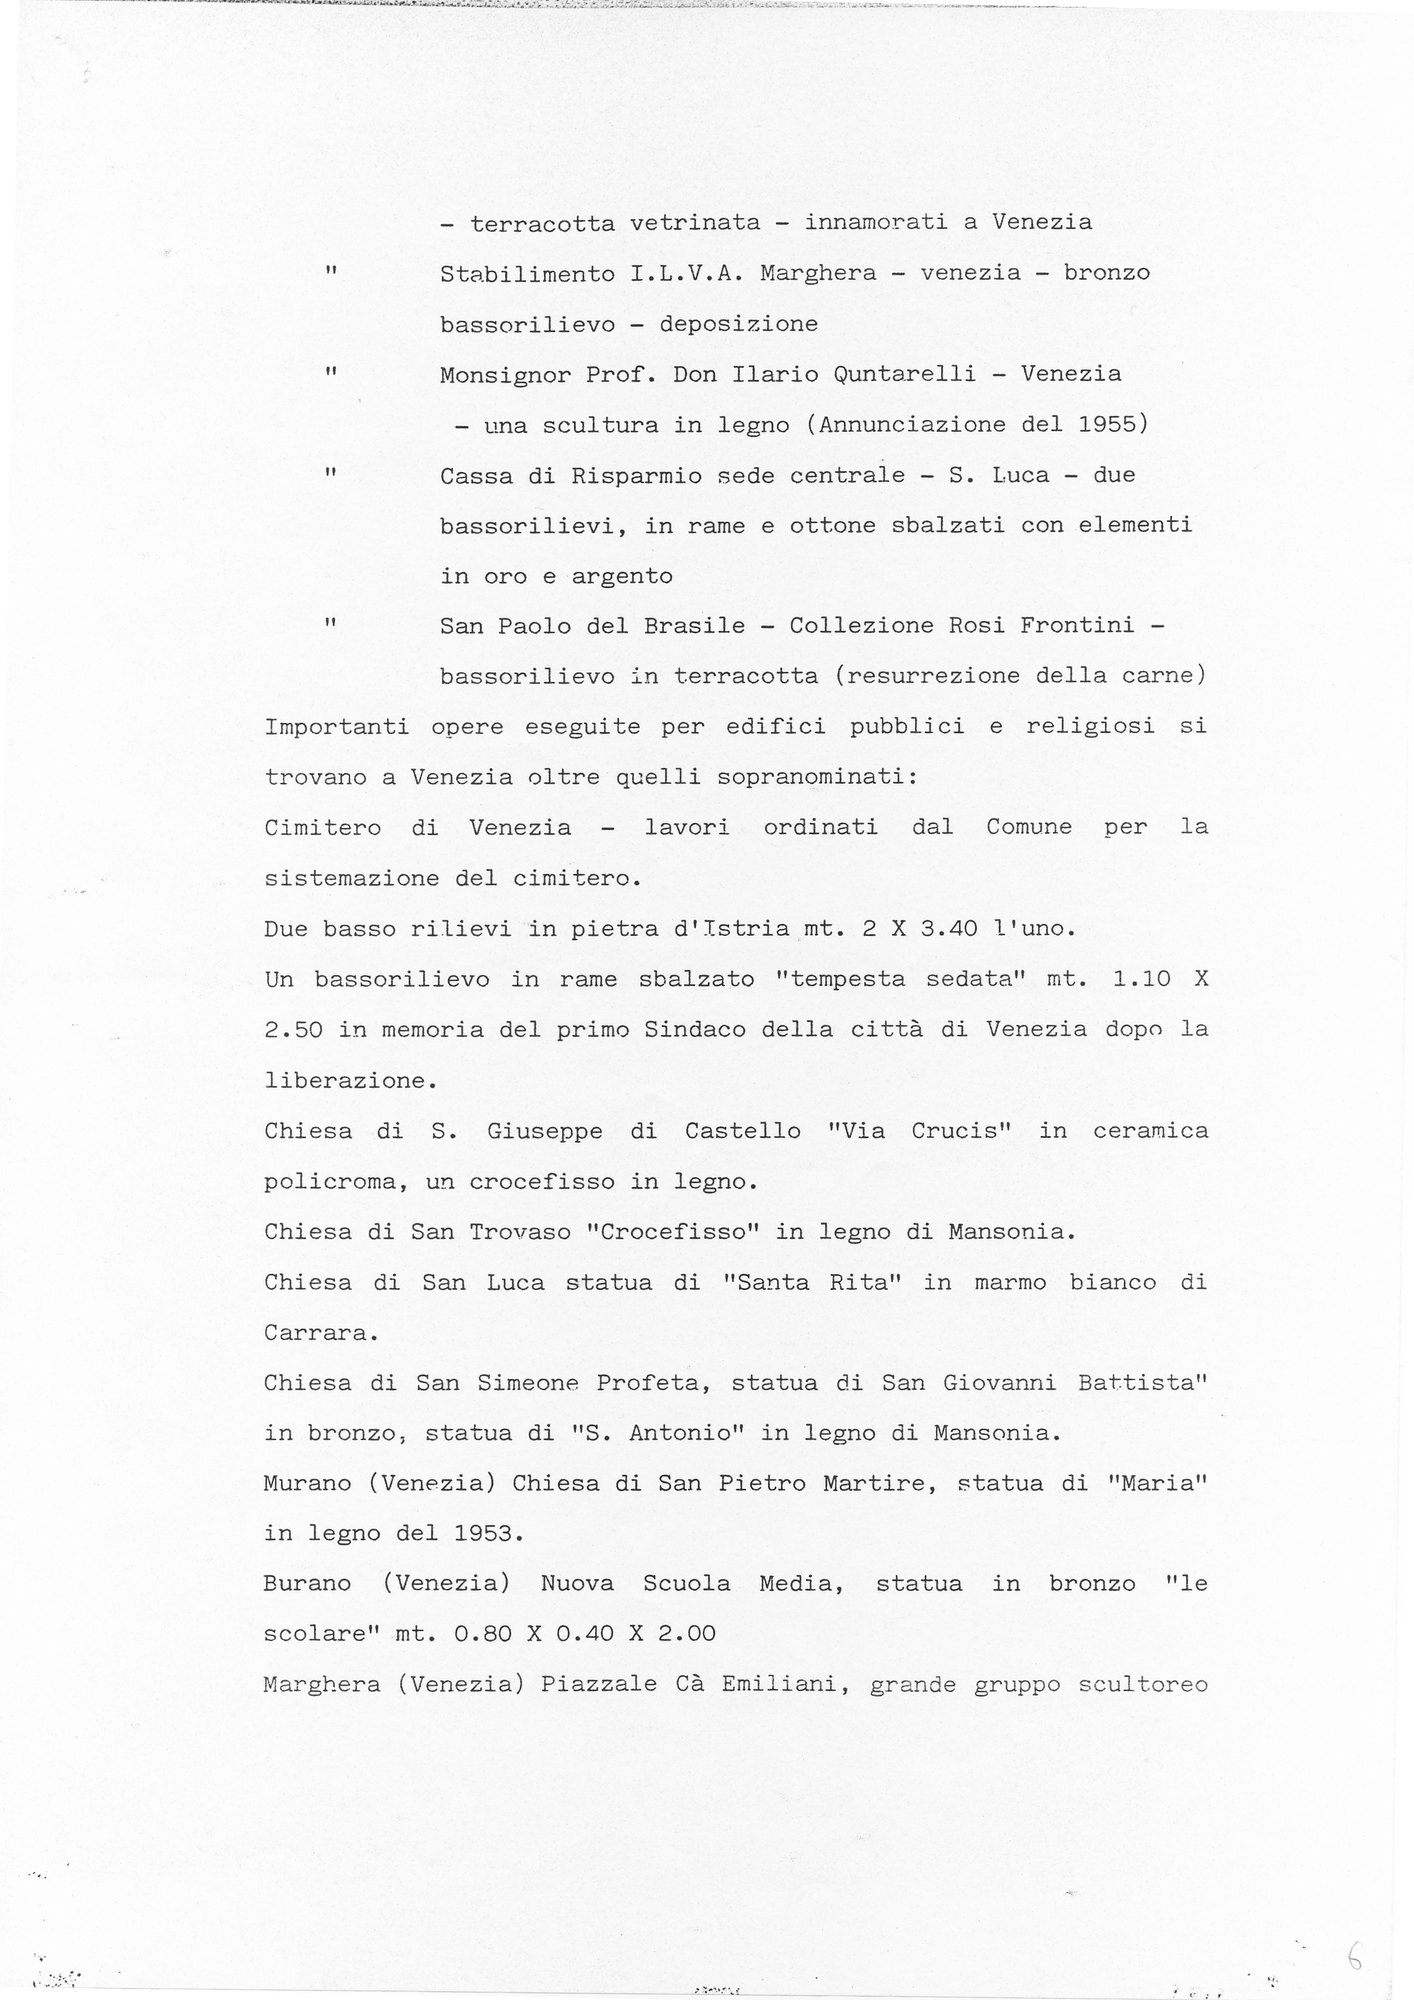 - terracotta vetrinata - innamorati a Venezia
" Stabilimento I.L.V.A. Marghera - venezia - bronzo
bassorilievo - deposizione
" Monsignor Prof. Don Ilario Quntarelli - Venezia
- una scultura in legno (Annunciazione del 1955)
" Cassa di Risparmio sede centrale - S. Luca - due
bassorilievi, in rame e ottone sbalzati con elementi
in oro e argento
" San Paolo del Brasile - Collezione Rosi Frontini -
bassorilievo in terracotta (resurrezione della carne)
Importanti opere eseguite per edifici pubblici e religiosi si
trovano a Venezia oltre quelli sopranominati:
Cimitero di Venezia - lavori ordinati dal Comune per la
sistemazione del cimitero.
Due basso rilievi in pietra d'Istria mt. 2 X 3.40 l'uno.
Un bassorilievo in rame sbalzato "tempesta sedata" mt. 1.10 X
2.50 in memoria del primo Sindaco della città di Venezia dopo la
liberazione.
Chiesa di S. Giuseppe di Castello "Via Crucis" in ceramica
policroma, un crocefisso in legno.
Chiesa di San Trovaso "Crocefisso" in legno di Mansonia.
Chiesa di San Luca statua di "Santa Rita" in marmo bianco di
Carrara.
Chiesa di San Simeone Profeta, statua di San Giovanni Battista"
in bronzo, statua di "S. Antonio" in legno di Mansonia.
Murano (Venezia) Chiesa di San Pietro Martire, statua di "Maria"
in legno del 1953.
Burano (Venezia) Nuova Scuola Media, statua in bronzo "le
scolare" mt. 0.80 X 0.40 X 2.00
Marghera (Venezia) Piazzale Cà Emiliani, grande gruppo scultoreo
6